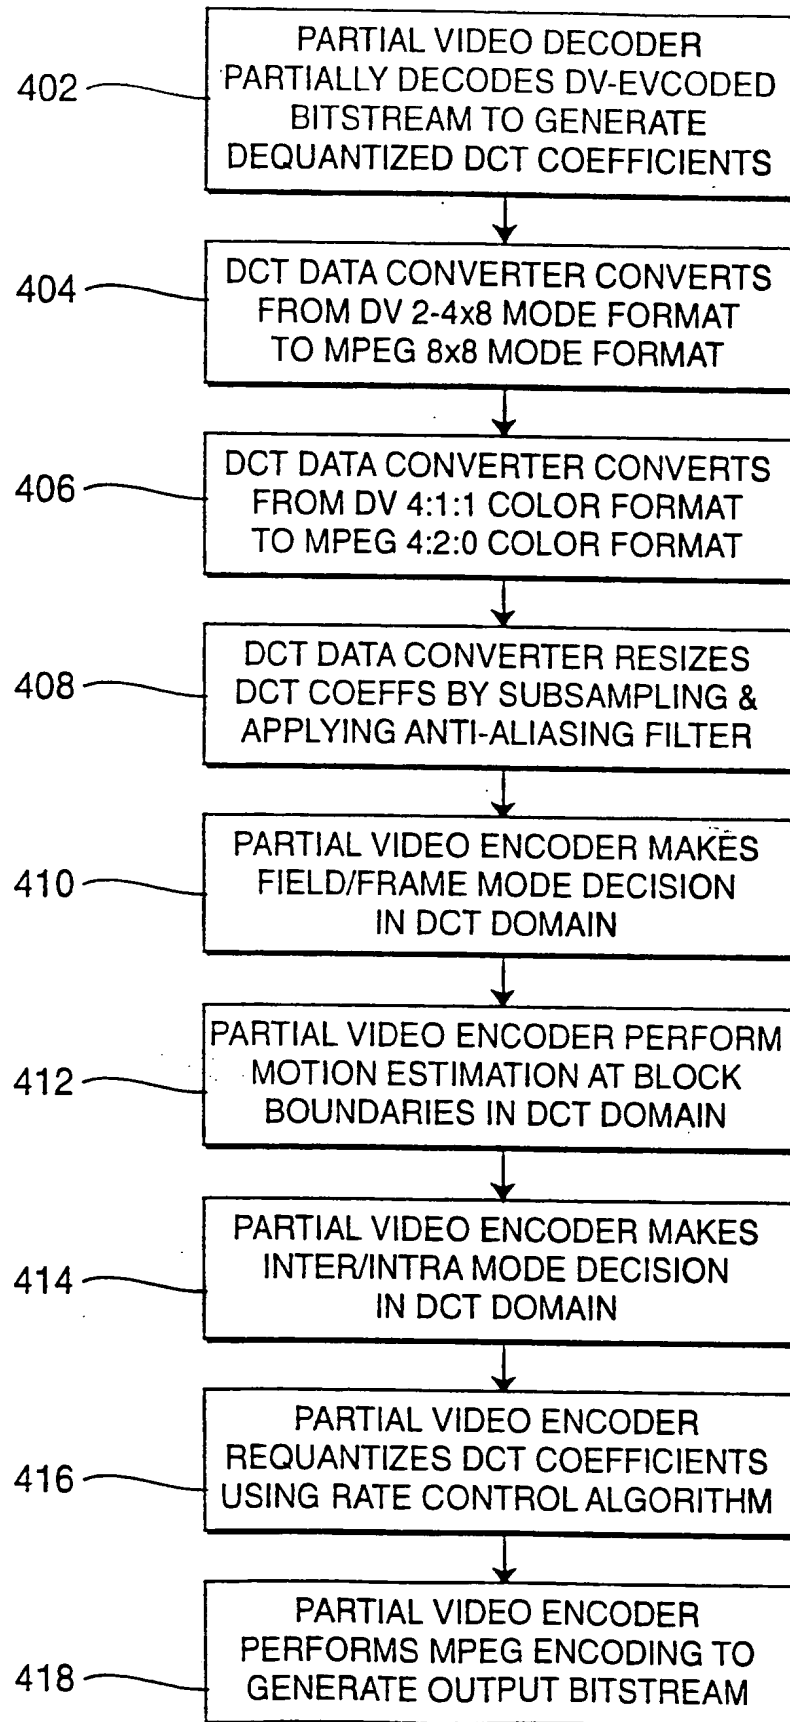 PARTIAL VIDEO DECODER
402
PARTIALLY DECODES DV-EVCODED
BITSTREAM TO GENERATE
DEQUANTIZED DCT COEFFICIENTS
404
DCT DATA CONVERTER CONVERTS
FROM DV 2-4x8 MODE FORMAT
TO MPEG 8x8 MODE FORMAT
406
DCT DATA CONVERTER CONVERTS
FROM DV 4:1:1 COLOR FORMAT
TO MPEG 4:2:0 COLOR FORMAT
408
DCT DATA CONVERTER RESIZES
DCT COEFFS BY SUBSAMPLING &
APPLYING ANTI-ALIASING FILTER
410
PARTIAL VIDEO ENCODER MAKES
FIELD/FRAME MODE DECISION
IN DCT DOMAIN
412
PARTIAL VIDEO ENCODER PERFORM
MOTION ESTIMATION AT BLOCK
BOUNDARIES IN DCT DOMAIN
414
PARTIAL VIDEO ENCODER MAKES
INTER/INTRA MODE DECISION
IN DCT DOMAIN
416
PARTIAL VIDEO ENCODER
REQUANTIZES DCT COEFFICIENTS
USING RATE CONTROL ALGORITHM
418
PARTIAL VIDEO ENCODER
PERFORMS MPEG ENCODING TO
GENERATE OUTPUT BITSTREAM